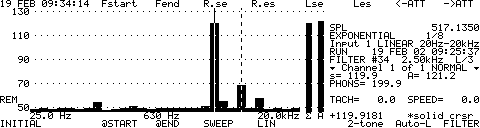 19 FEB 09:34:14 Fstart Fend R.se R.es Lse Les <-ATT ->ATT
130
SPL 517.1350
EXPONENTIAL 1/8
110
Input 1 LINEAR 20Hz-20kHz
RUN 19 FEB 02 09:25:37
FILTER #34 2.50kHz L/3
90
▾ Channel 1 of 1 NORMAL ▾
s= 119.9 A= 121.2
PHONS= 199.9
70
REM
TACH= 0.0 SPEED= 0.0
50
25.0 Hz 630 Hz 20.0kHz Σ A
+119.9181 *solid crsr
INITIAL @START @END SWEEP LIN 2-tone Auto-L FILTER